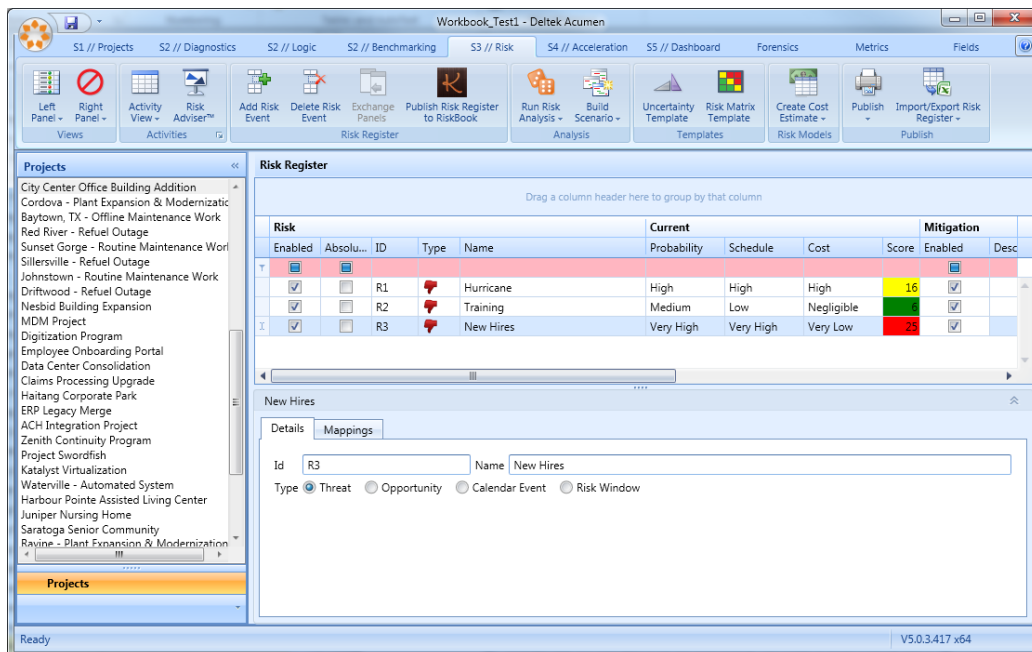 Workbook_Test1 - Deltek Acumen
S1 // Projects S2 // Diagnostics S2 // Logic S2 // Benchmarking S3 // Risk S4 // Acceleration S5 // Dashboard Forensics Metrics Fields
Left Panel Right Panel Activity View Risk Adviser™ Add Risk Event Delete Risk Event Exchange Panels Publish Risk Register to RiskBook Run Risk Analysis Build Scenario Uncertainty Template Risk Matrix Template Create Cost Estimate Publish Import/Export Risk Register
Views Activities Risk Register Analysis Templates Risk Models Publish
Projects
City Center Office Building Addition
Cordova - Plant Expansion & Modernizatic
Baytown, TX - Offline Maintenance Work
Red River - Refuel Outage
Sunset Gorge - Routine Maintenance Worl
Sillersville - Refuel Outage
Johnstown - Routine Maintenance Work
Driftwood - Refuel Outage
Nesbid Building Expansion
MDM Project
Digitization Program
Employee Onboarding Portal
Data Center Consolidation
Claims Processing Upgrade
Haitang Corporate Park
ERP Legacy Merge
ACH Integration Project
Zenith Continuity Program
Project Swordfish
Katalyst Virtualization
Waterville - Automated System
Harbour Pointe Assisted Living Center
Juniper Nursing Home
Saratoga Senior Community
Ravine - Plant Expansion & Modernization
Projects
Risk Register
Drag a column header here to group by that column
Risk Current Mitigation
Enabled Absolu... ID Type Name Probability Schedule Cost Score Enabled Desc
R1 Hurricane High High High 16
R2 Training Medium Low Negligible 6
R3 New Hires Very High Very High Very Low 25
New Hires
Details Mappings
Id R3 Name New Hires
Type Threat Opportunity Calendar Event Risk Window
Ready V5.0.3.417 x64